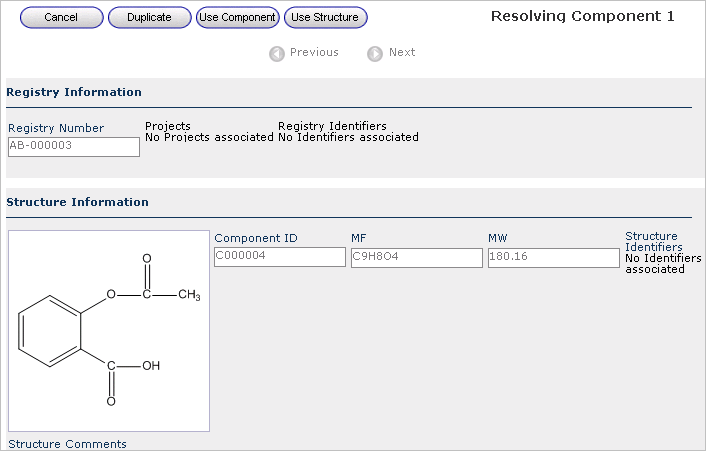 Cancel Duplicate Use Component Use Structure Resolving Component 1
Previous Next
Registry Information
Registry Number Projects Registry Identifiers
AB-000003 No Projects associated No Identifiers associated
Structure Information
Component ID MF MW Structure Identifiers
C000004 C9H8O4 180.16 No Identifiers associated
O
O C CH3
C OH
O
Structure Comments